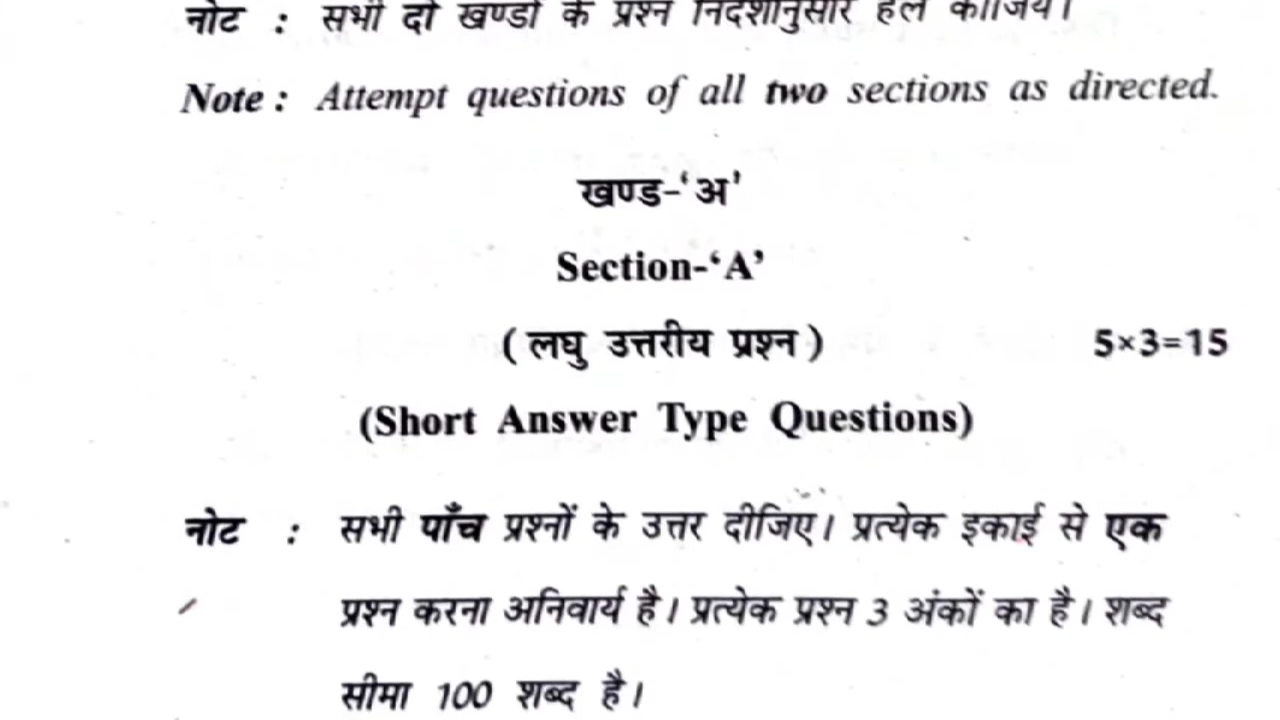 नोट : सभी दो खण्डों के प्रश्न निर्देशानुसार हल कीजिये।
Note : Attempt questions of all two sections as directed.
खण्ड-‘अ’
Section-‘A’
(लघु उत्तरीय प्रश्न) 5×3=15
(Short Answer Type Questions)
नोट : सभी पाँच प्रश्नों के उत्तर दीजिए। प्रत्येक इकाई से एक
प्रश्न करना अनिवार्य है। प्रत्येक प्रश्न 3 अंकों का है। शब्द
सीमा 100 शब्द है।